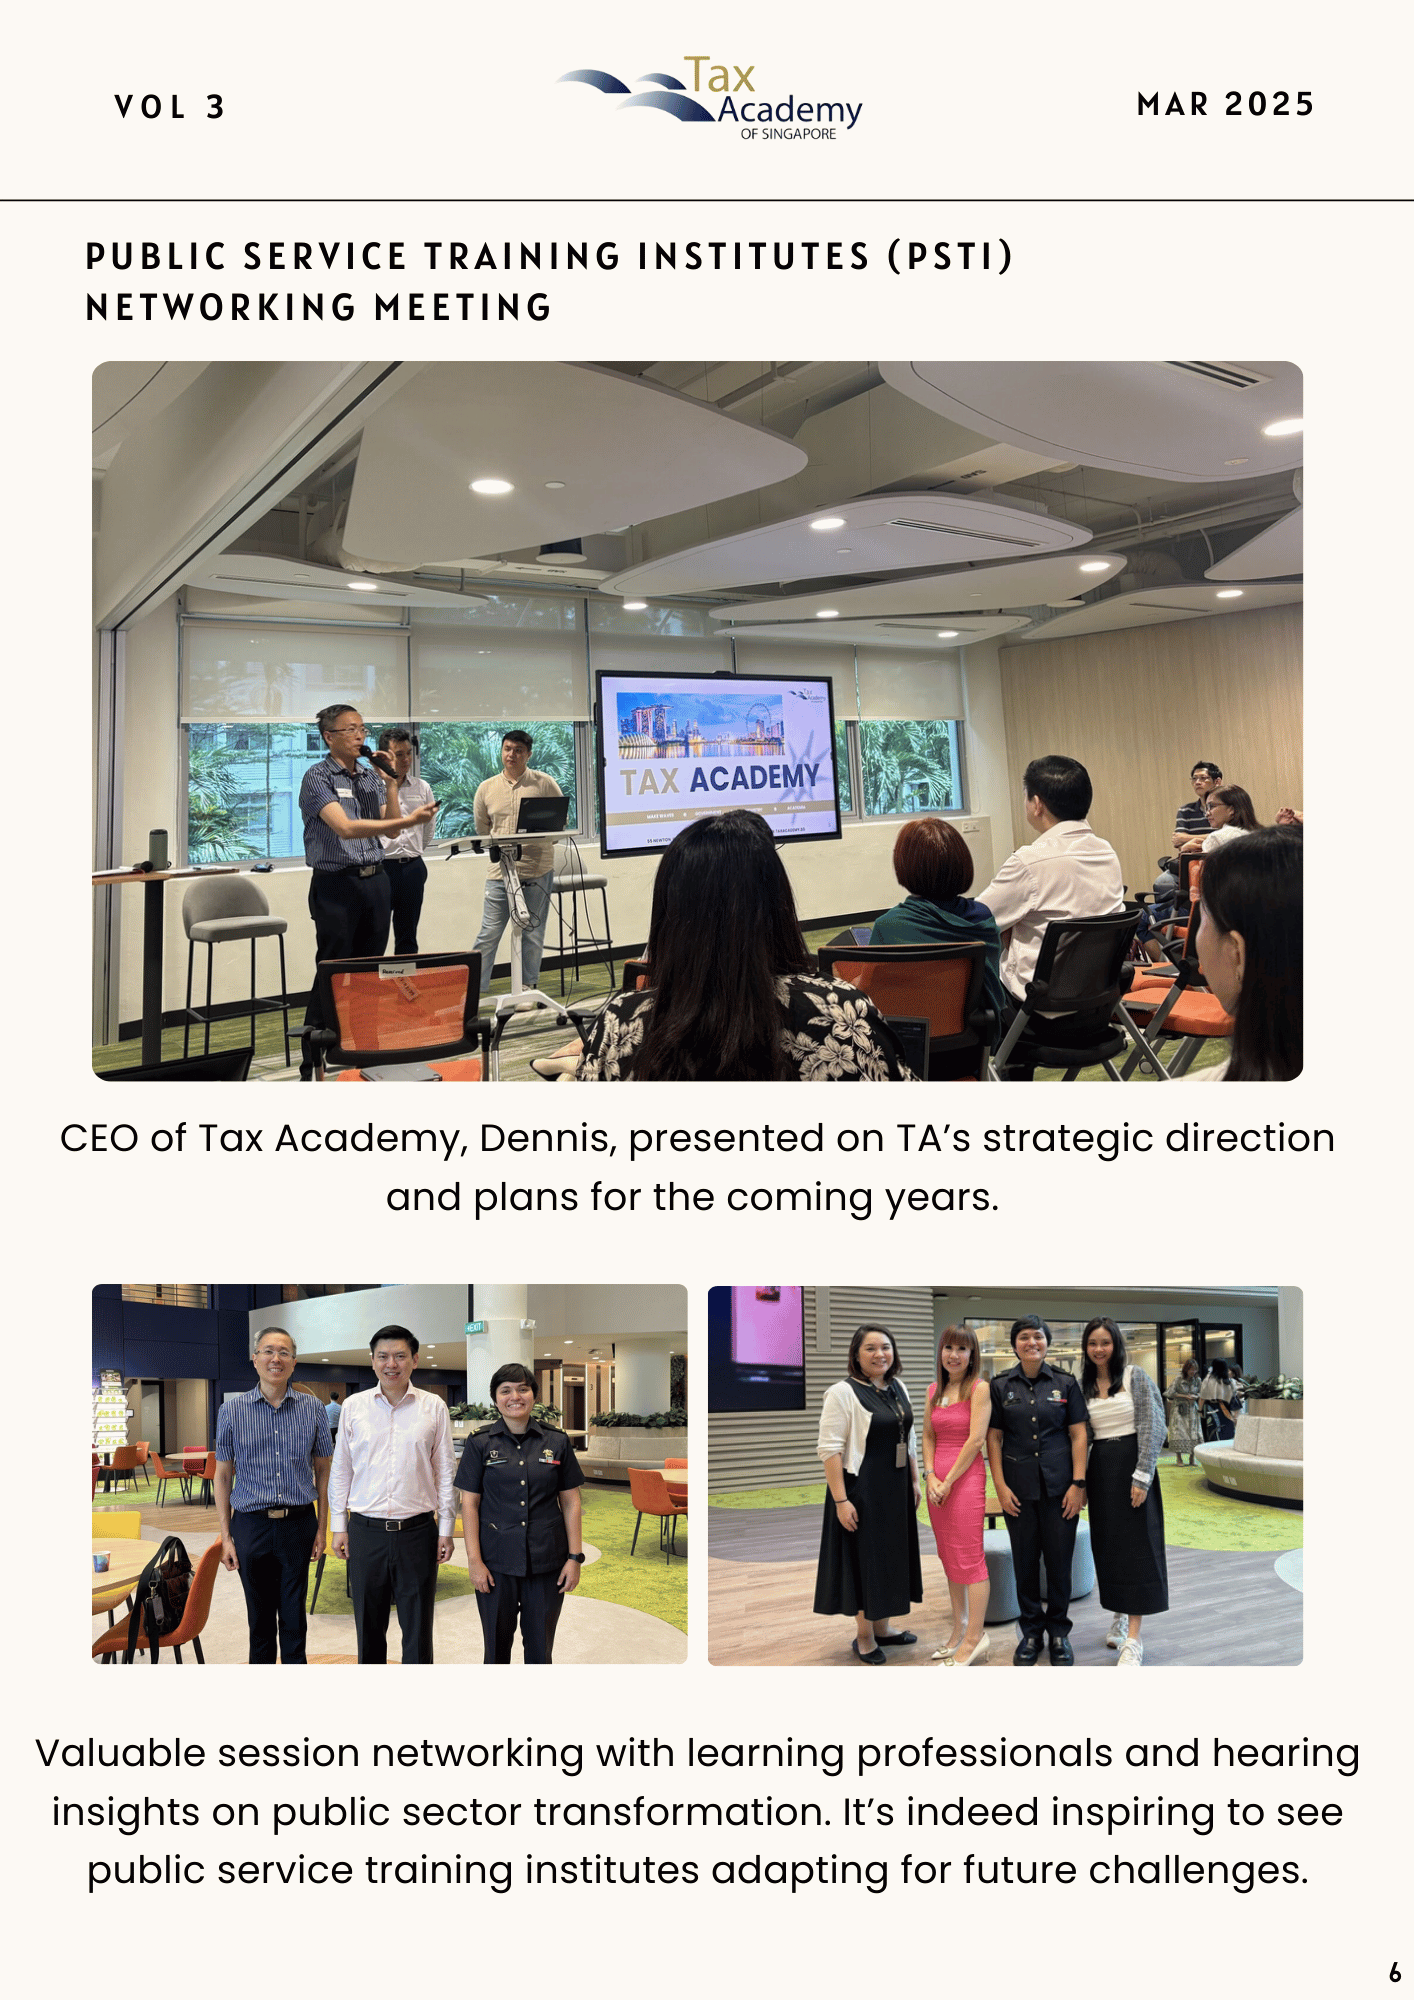 VOL 3
Tax
Academy
OF SINGAPORE
MAR 2025
PUBLIC SERVICE TRAINING INSTITUTES (PSTI)
NETWORKING MEETING
Tax
Academy
TAX ACADEMY
EXIT
CEO of Tax Academy, Dennis, presented on TA’s strategic direction
and plans for the coming years.
Valuable session networking with learning professionals and hearing
insights on public sector transformation. It’s indeed inspiring to see
public service training institutes adapting for future challenges.
6